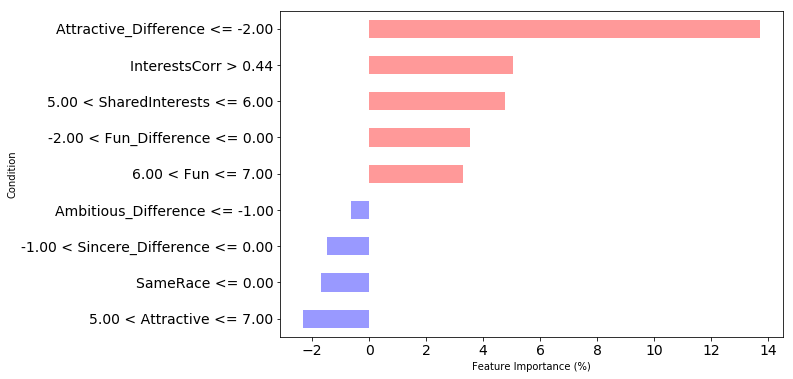 Attractive_Difference <= -2.00
InterestsCorr > 0.44
5.00 < SharedInterests <= 6.00
-2.00 < Fun_Difference <= 0.00
6.00 < Fun <= 7.00
Ambitious_Difference <= -1.00
-1.00 < Sincere_Difference <= 0.00
SameRace <= 0.00
5.00 < Attractive <= 7.00
Condition
−2 0 2 4 6 8 10 12 14
Feature Importance (%)